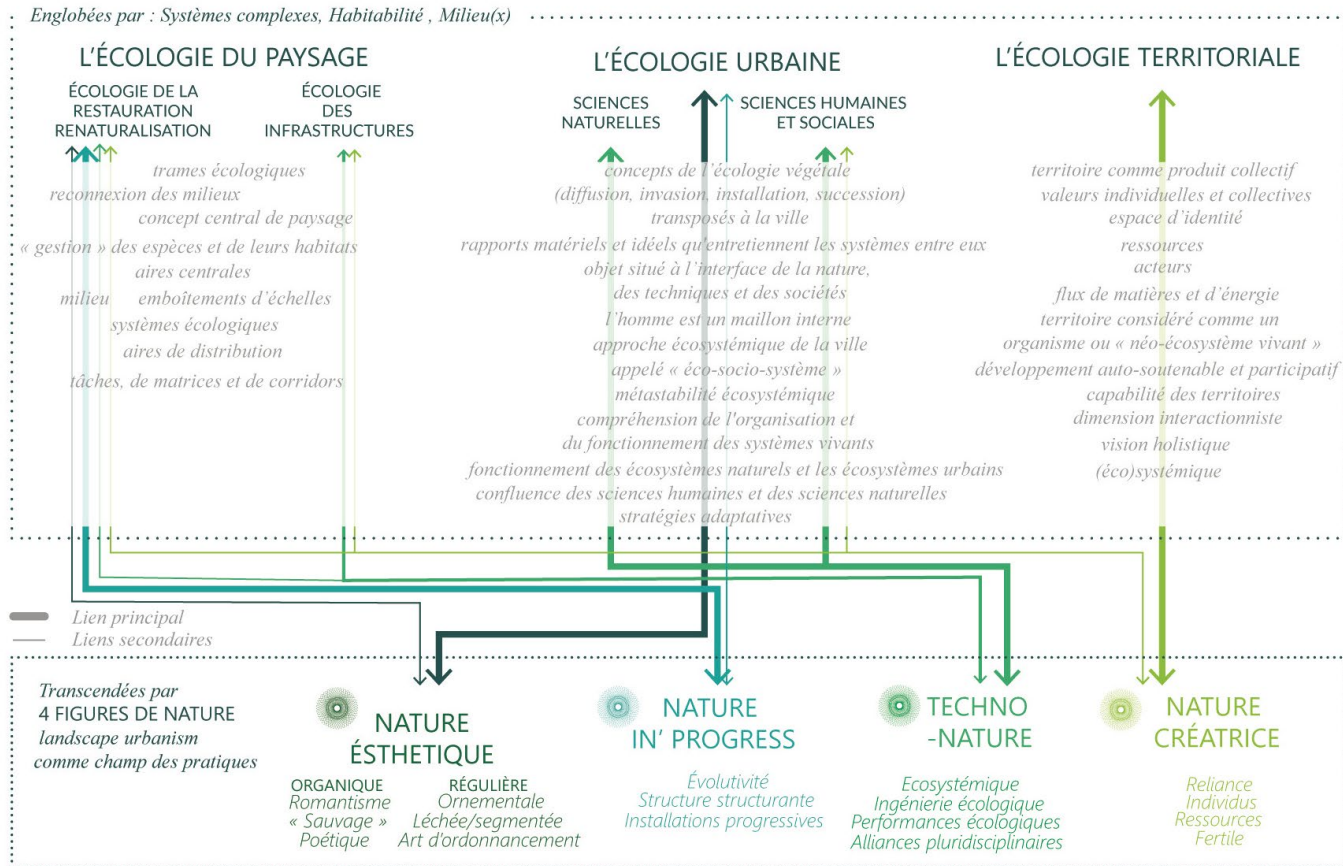 Englobées par : Systèmes complexes, Habitabilité , Milieu(x)
L'ÉCOLOGIE DU PAYSAGE
ÉCOLOGIE DE LA
RESTAURATION
RENATURALISATION
ÉCOLOGIE
DES
INFRASTRUCTURES
trames écologiques
reconnexion des milieux
concept central de paysage
« gestion » des espèces et de leurs habitats
aires centrales
milieu emboîtements d'échelles
systèmes écologiques
aires de distribution
tâches, de matrices et de corridors
L'ÉCOLOGIE URBAINE
SCIENCES
NATURELLES
SCIENCES HUMAINES
ET SOCIALES
concepts de l'écologie végétale
(diffusion, invasion, installation, succession)
transposés à la ville
rapports matériels et idéels qu'entretiennent les systèmes entre eux
objet situé à l'interface de la nature,
des techniques et des sociétés
l'homme est un maillon interne
approche écosystémique de la ville
appelé « éco-socio-système »
métastabilité écosystémique
compréhension de l'organisation et
du fonctionnement des systèmes vivants
fonctionnement des écosystèmes naturels et les écosystèmes urbains
confluence des sciences humaines et des sciences naturelles
stratégies adaptatives
L'ÉCOLOGIE TERRITORIALE
territoire comme produit collectif
valeurs individuelles et collectives
espace d'identité
ressources
acteurs
flux de matières et d'énergie
territoire considéré comme un
organisme ou « néo-écosystème vivant »
développement auto-soutenable et participatif
capabilité des territoires
dimension interactionniste
vision holistique
(éco)systémique
Lien principal
Liens secondaires
Transcendées par
4 FIGURES DE NATURE
landscape urbanism
comme champ des pratiques
NATURE
ÉSTHETIQUE
ORGANIQUE
Romantisme
« Sauvage »
Poétique
RÉGULIÈRE
Ornementale
Léchée/segmentée
Art d'ordonnancement
NATURE
IN' PROGRESS
Évolutivité
Structure structurante
Installations progressives
TECHNO
-NATURE
Ecosystémique
Ingénierie écologique
Performances écologiques
Alliances pluridisciplinaires
NATURE
CRÉATRICE
Reliance
Individus
Ressources
Fertile